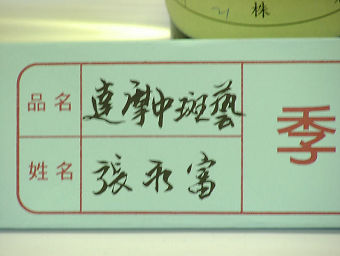 株
品名 達摩中斑藝
姓名 張永富
季